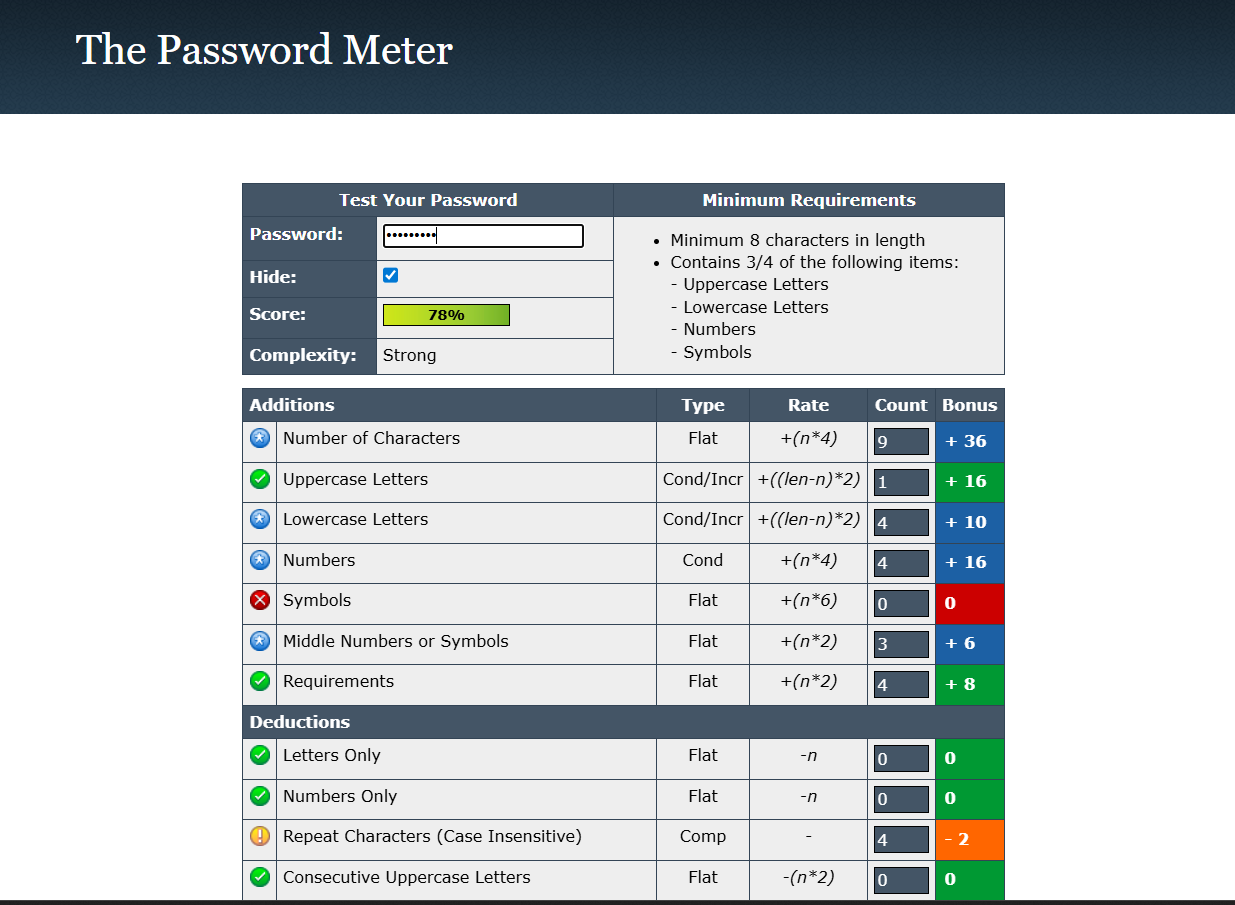 The Password Meter
Test Your Password Minimum Requirements
Password: •••••••••
Hide:
Score: 78%
Complexity: Strong
• Minimum 8 characters in length
• Contains 3/4 of the following items:
- Uppercase Letters
- Lowercase Letters
- Numbers
- Symbols
Additions Type Rate Count Bonus
Number of Characters Flat +(n*4) 9 + 36
Uppercase Letters Cond/Incr +((len-n)*2) 1 + 16
Lowercase Letters Cond/Incr +((len-n)*2) 4 + 10
Numbers Cond +(n*4) 4 + 16
Symbols Flat +(n*6) 0 0
Middle Numbers or Symbols Flat +(n*2) 3 + 6
Requirements Flat +(n*2) 4 + 8
Deductions
Letters Only Flat -n 0 0
Numbers Only Flat -n 0 0
Repeat Characters (Case Insensitive) Comp - 4 - 2
Consecutive Uppercase Letters Flat -(n*2) 0 0